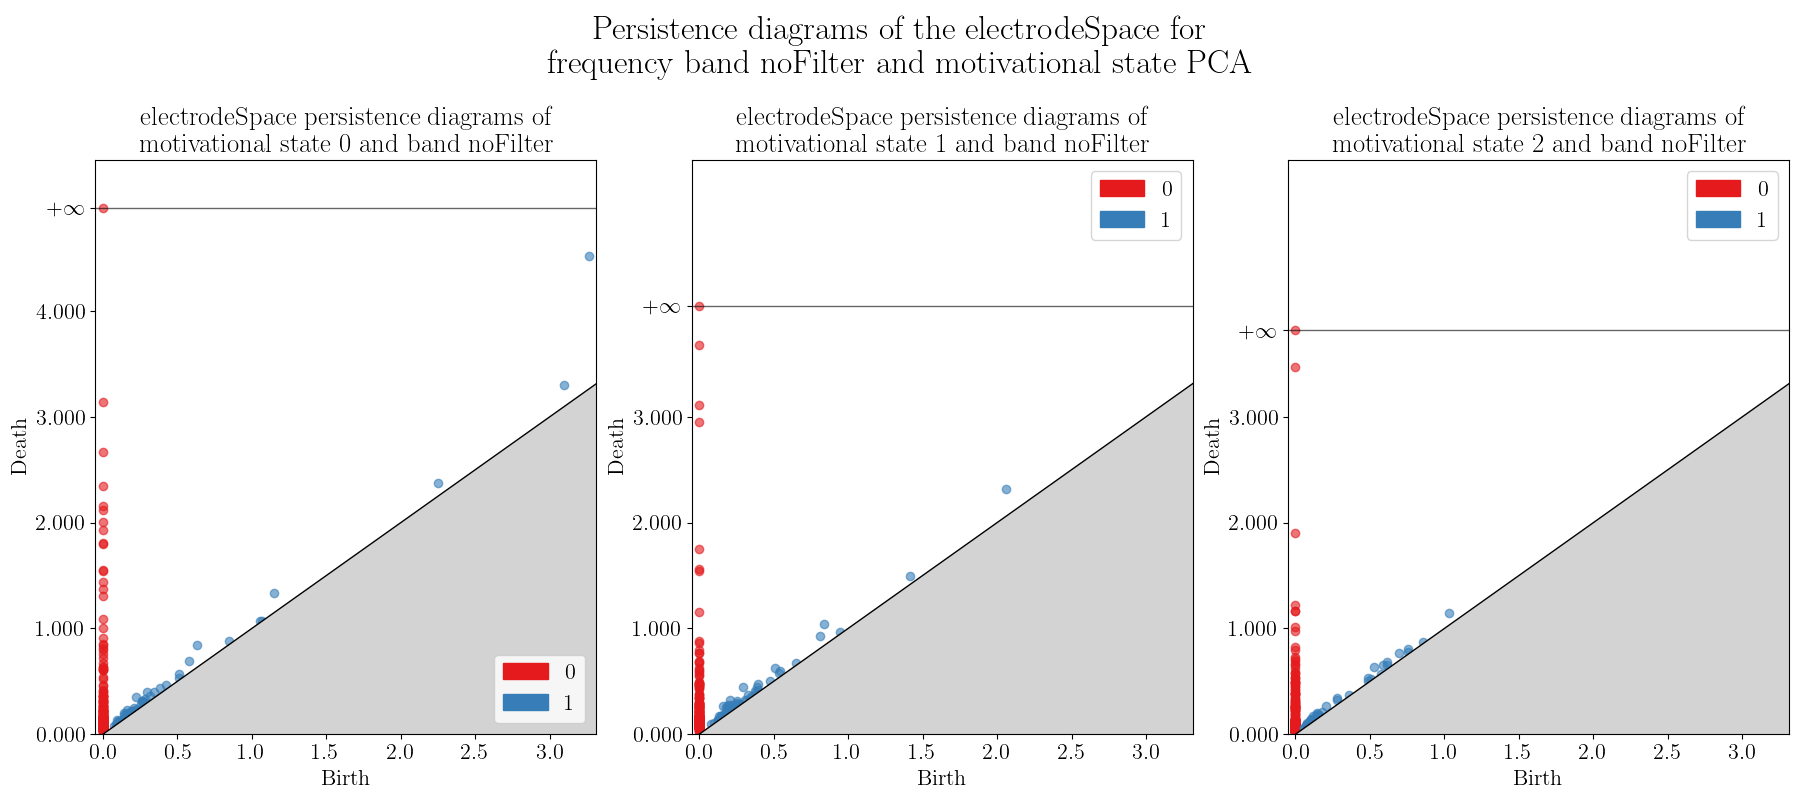 Persistence diagrams of the electrodeSpace for
frequency band noFilter and motivational state PCA
electrodeSpace persistence diagrams of
motivational state 0 and band noFilter
+∞
4.000
3.000
2.000
1.000
0.000
Death
0.0 0.5 1.0 1.5 2.0 2.5 3.0
Birth
0
1
electrodeSpace persistence diagrams of
motivational state 1 and band noFilter
0
1
+∞
3.000
2.000
1.000
0.000
Death
0.0 0.5 1.0 1.5 2.0 2.5 3.0
Birth
electrodeSpace persistence diagrams of
motivational state 2 and band noFilter
0
1
+∞
3.000
2.000
1.000
0.000
Death
0.0 0.5 1.0 1.5 2.0 2.5 3.0
Birth